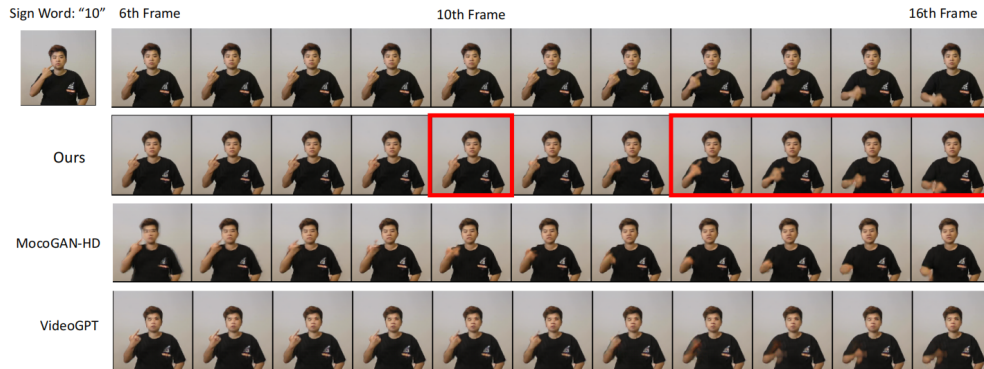 Sign Word: “10” 6th Frame 10th Frame 16th Frame
Ours
MocoGAN-HD
VideoGPT